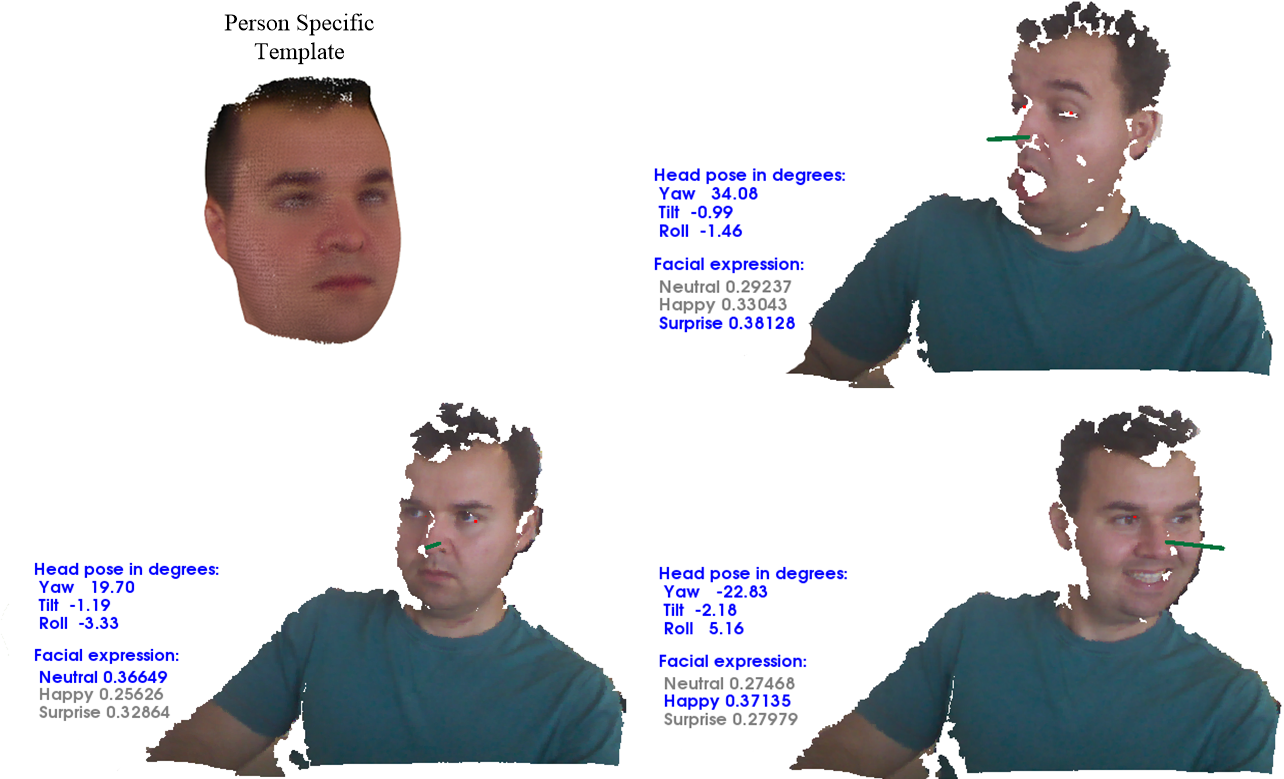 Person Specific
Template
Head pose in degrees:
Yaw 34.08
Tilt -0.99
Roll -1.46
Facial expression:
Neutral 0.29237
Happy 0.33043
Surprise 0.38128
Head pose in degrees:
Yaw 19.70
Tilt -1.19
Roll -3.33
Facial expression:
Neutral 0.36649
Happy 0.25626
Surprise 0.32864
Head pose in degrees:
Yaw -22.83
Tilt -2.18
Roll 5.16
Facial expression:
Neutral 0.27468
Happy 0.37135
Surprise 0.27979